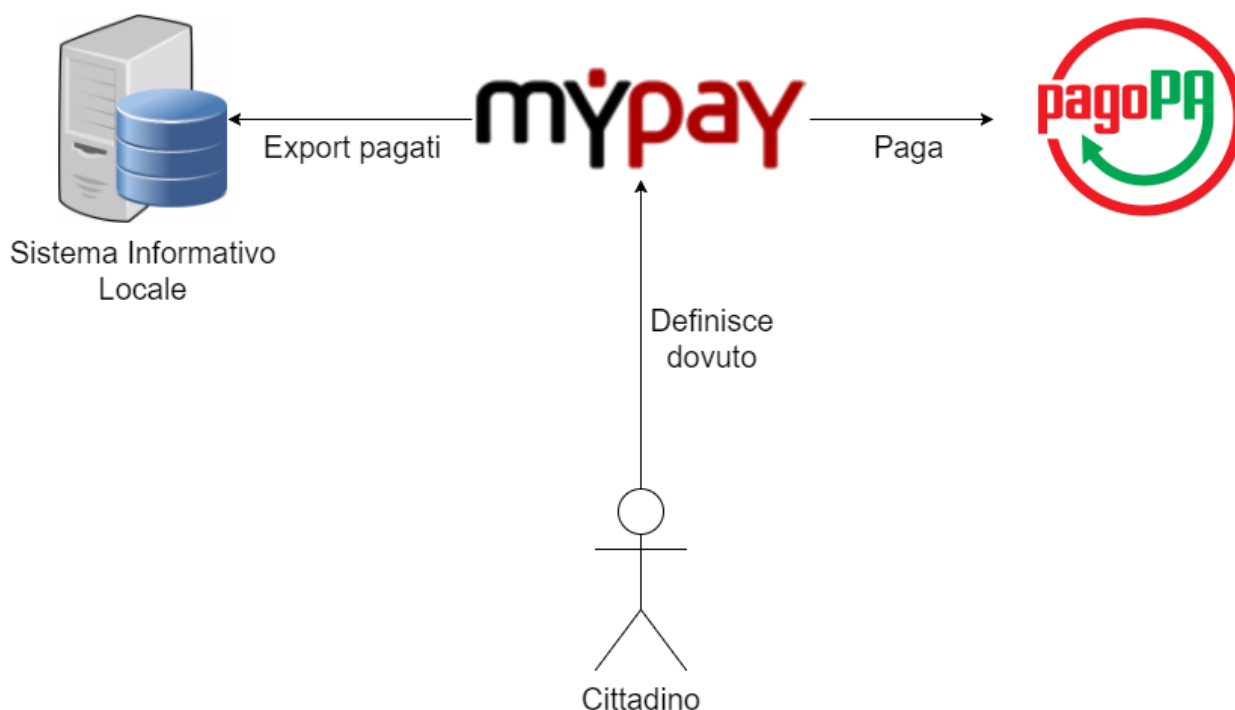 mypay
pagoPA
Export pagati
Paga
Sistema Informativo
Locale
Definisce
dovuto
Cittadino